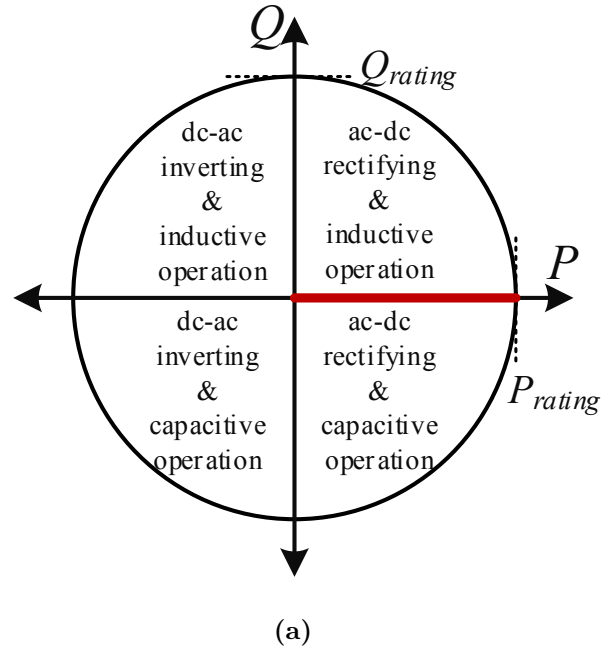 Q
Q_rating
dc-ac
inverting
&
inductive
operation
ac-dc
rectifying
&
inductive
operation
P
P_rating
dc-ac
inverting
&
capacitive
operation
ac-dc
rectifying
&
capacitive
operation
(a)